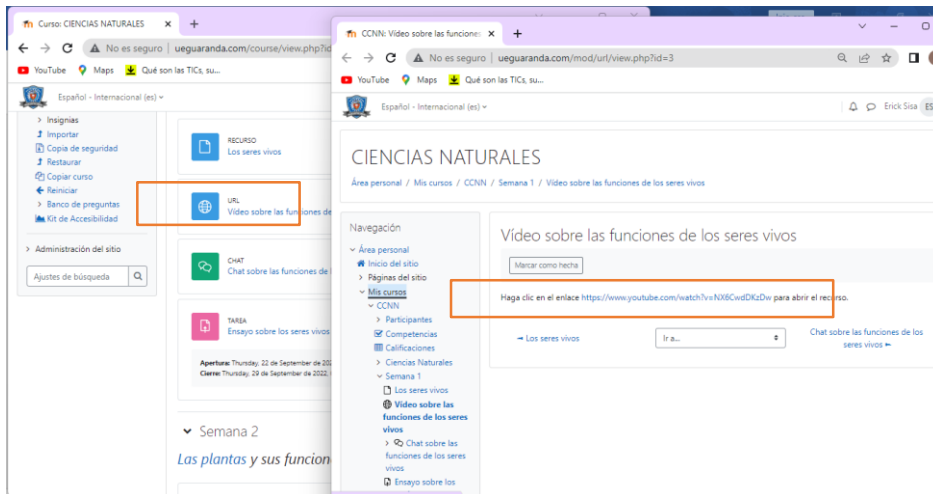 Curso: CIENCIAS NATURALES
No es seguro | ueguaranda.com/course/view.php?id
YouTube Maps Qué son las TICs, su...
Español - Internacional (es)
Insignias
Importar
Copia de seguridad
Restaurar
Copiar curso
Reiniciar
Banco de preguntas
Kit de Accesibilidad
Administración del sitio
Ajustes de búsqueda
RECURSO
Los seres vivos
URL
Vídeo sobre las funciones de
CHAT
Chat sobre las funciones de
TAREA
Ensayo sobre los seres vivos
Apertura: Thursday, 22 de September de 202
Cierre: Thursday, 29 de September de 2022,
Semana 2
Las plantas y sus funcion
CCNN: Vídeo sobre las funciones
No es seguro | ueguaranda.com/mod/url/view.php?id=3
YouTube Maps Qué son las TICs, su...
Español - Internacional (es)
Erick Sisa ES
CIENCIAS NATURALES
Área personal / Mis cursos / CCNN / Semana 1 / Vídeo sobre las funciones de los seres vivos
Navegación
Área personal
Inicio del sitio
Páginas del sitio
Mis cursos
CCNN
Participantes
Competencias
Calificaciones
Ciencias Naturales
Semana 1
Los seres vivos
Vídeo sobre las
funciones de los seres
vivos
Chat sobre las
funciones de los seres
vivos
Ensayo sobre los
Vídeo sobre las funciones de los seres vivos
Marcar como hecha
Haga clic en el enlace https://www.youtube.com/watch?v=NX6CwdDKzDw para abrir el recurso.
Los seres vivos
Ir a...
Chat sobre las funciones de los
seres vivos